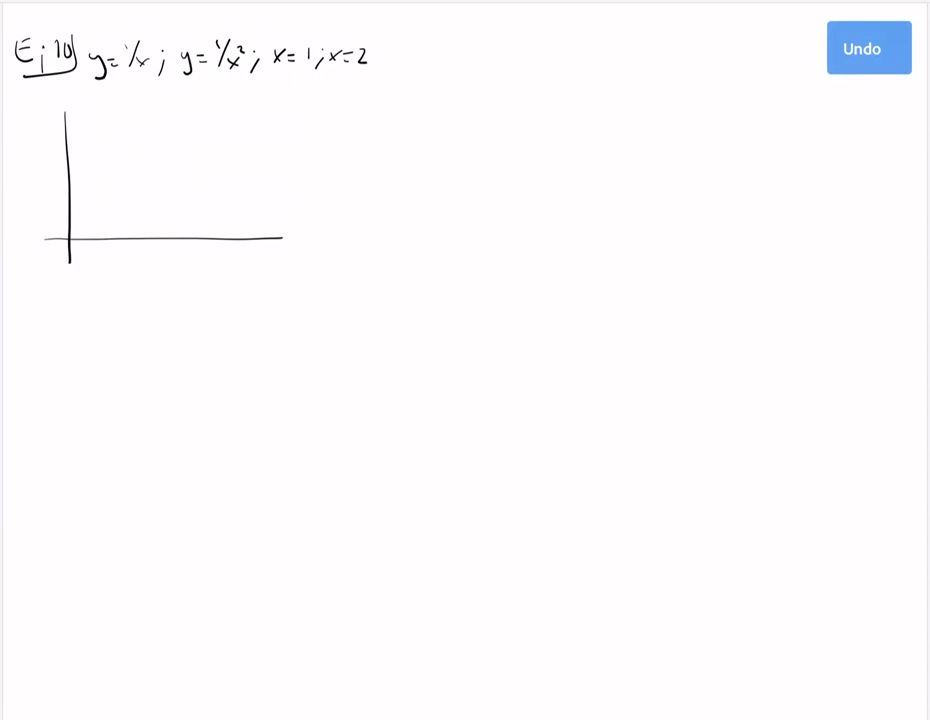 Ej 10) y = 1/x ; y = 1/x² ; x = 1 ; x = 2
Undo